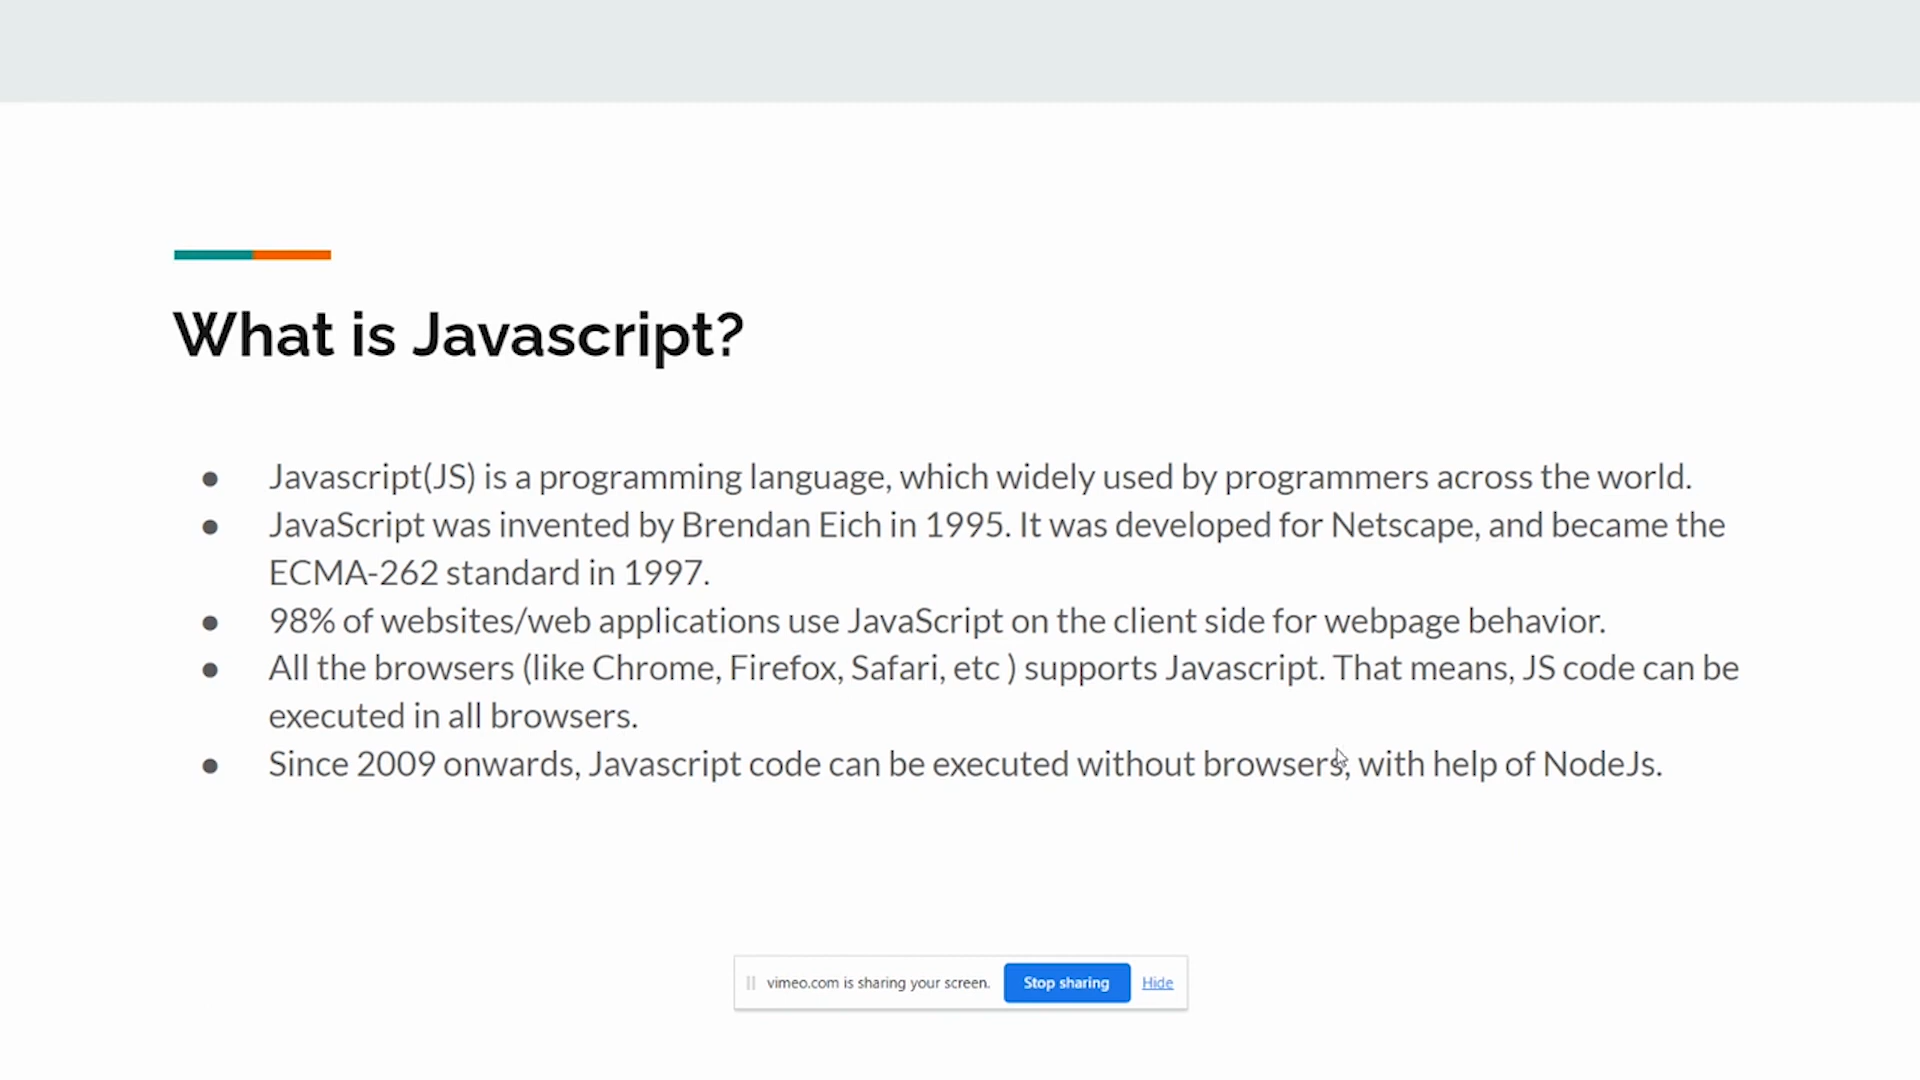 What is Javascript?
● Javascript(JS) is a programming language, which widely used by programmers across the world.
● JavaScript was invented by Brendan Eich in 1995. It was developed for Netscape, and became the
ECMA-262 standard in 1997.
● 98% of websites/web applications use JavaScript on the client side for webpage behavior.
● All the browsers (like Chrome, Firefox, Safari, etc ) supports Javascript. That means, JS code can be
executed in all browsers.
● Since 2009 onwards, Javascript code can be executed without browsers, with help of NodeJs.
vimeo.com is sharing your screen. Stop sharing Hide